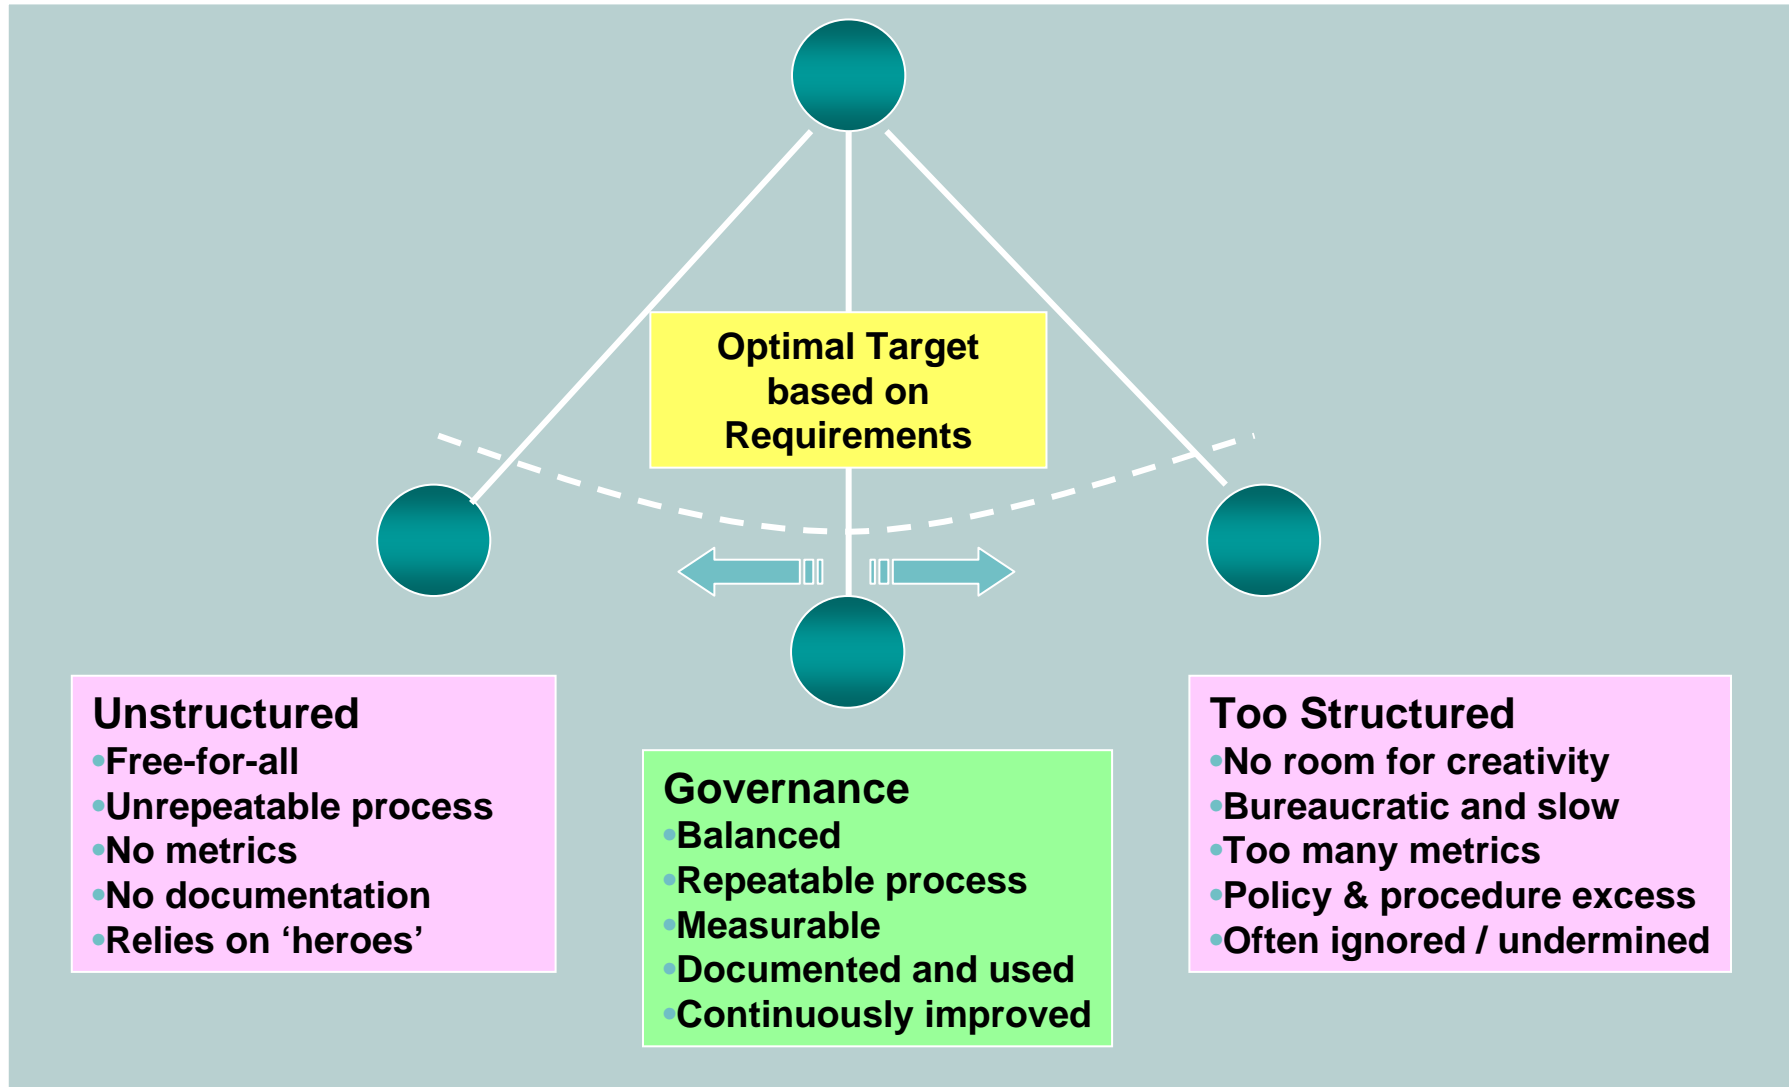 Optimal Target
based on
Requirements
Unstructured
•Free-for-all
•Unrepeatable process
•No metrics
•No documentation
•Relies on ‘heroes’
Governance
•Balanced
•Repeatable process
•Measurable
•Documented and used
•Continuously improved
Too Structured
•No room for creativity
•Bureaucratic and slow
•Too many metrics
•Policy & procedure excess
•Often ignored / undermined